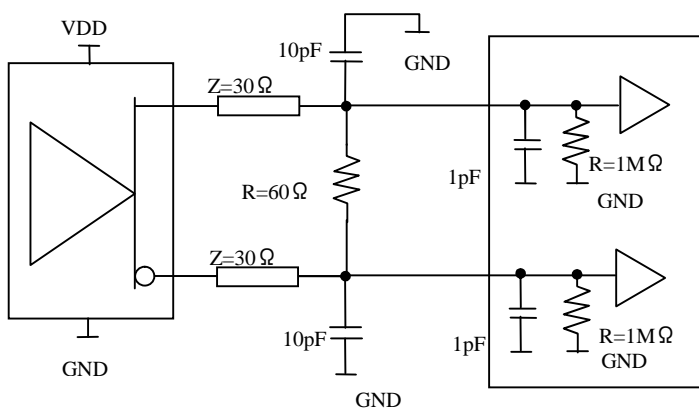 VDD
10pF
GND
Z=30Ω
R=60Ω
1pF
R=1MΩ
GND
Z=30Ω
10pF
1pF
R=1MΩ
GND
GND
GND